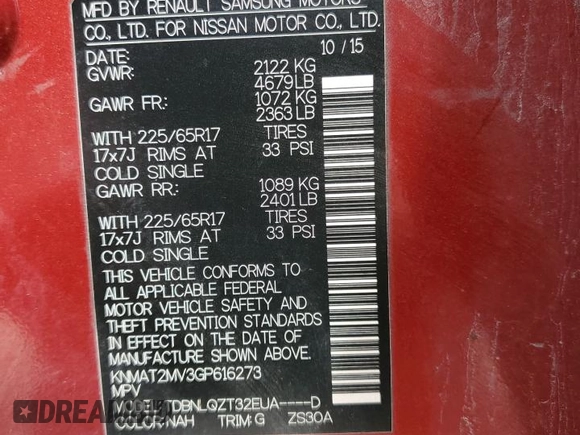 MFD BY RENAULT SAMSUNG MOTORS
CO., LTD. FOR NISSAN MOTOR CO., LTD.
DATE: 10 / 15
GVWR: 2122 KG
4679 LB
GAWR FR: 1072 KG
2363 LB
WITH 225/65R17 TIRES
17x7J RIMS AT 33 PSI
COLD SINGLE
GAWR RR: 1089 KG
2401 LB
WITH 225/65R17 TIRES
17x7J RIMS AT 33 PSI
COLD SINGLE
THIS VEHICLE CONFORMS TO
ALL APPLICABLE FEDERAL
MOTOR VEHICLE SAFETY AND
THEFT PREVENTION STANDARDS
IN EFFECT ON THE DATE OF
MANUFACTURE SHOWN ABOVE.
KNMAT2MV3GP616273
MPV
MODEL: TDBNLQZT32EUA----D
COLOR: NAH TRIM: G ZS30A